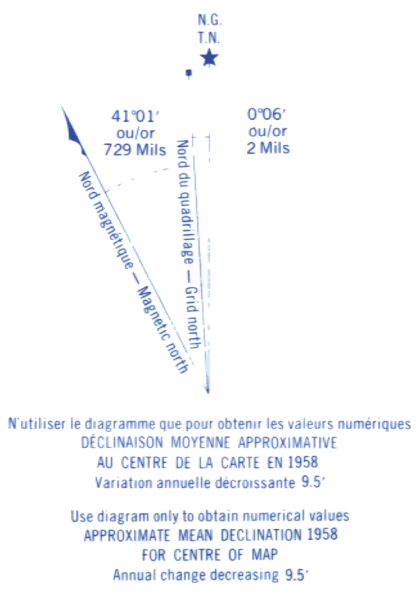 N.G.
T.N.
41°01′
ou/or
729 Mils
0°06′
ou/or
2 Mils
Nord magnétique — Magnetic north
Nord du quadrillage — Grid north
N'utiliser le diagramme que pour obtenir les valeurs numériques
DÉCLINAISON MOYENNE APPROXIMATIVE
AU CENTRE DE LA CARTE EN 1958
Variation annuelle décroissante 9.5′
Use diagram only to obtain numerical values
APPROXIMATE MEAN DECLINATION 1958
FOR CENTRE OF MAP
Annual change decreasing 9.5′